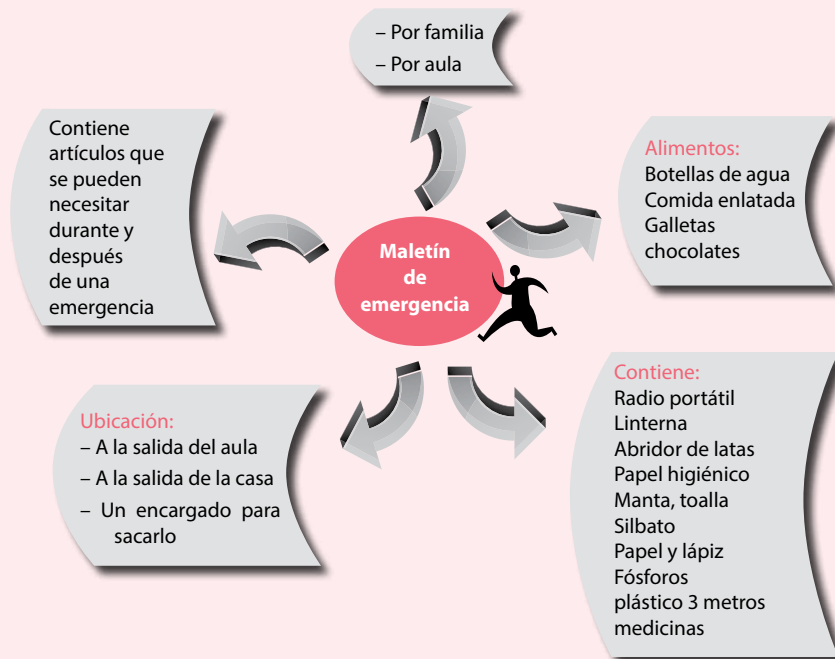 – Por familia
– Por aula
Contiene
artículos que
se pueden
necesitar
durante y
después
de una
emergencia
Alimentos:
Botellas de agua
Comida enlatada
Galletas
chocolates
Maletín
de
emergencia
Ubicación:
– A la salida del aula
– A la salida de la casa
– Un encargado para
sacarlo
Contiene:
Radio portátil
Linterna
Abridor de latas
Papel higiénico
Manta, toalla
Silbato
Papel y lápiz
Fósforos
plástico 3 metros
medicinas